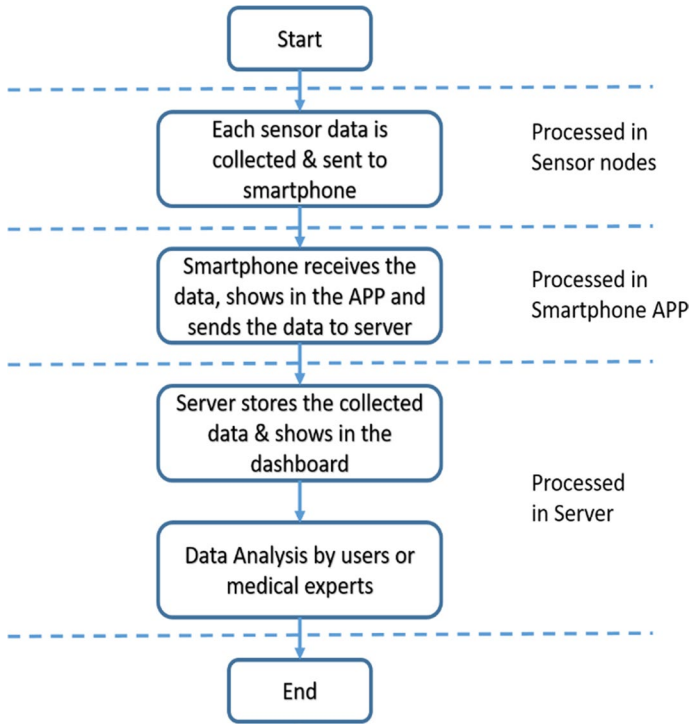 Start
Each sensor data is
collected & sent to
smartphone
Processed in
Sensor nodes
Smartphone receives the
data, shows in the APP and
sends the data to server
Processed in
Smartphone APP
Server stores the collected
data & shows in the
dashboard
Processed
in Server
Data Analysis by users or
medical experts
End